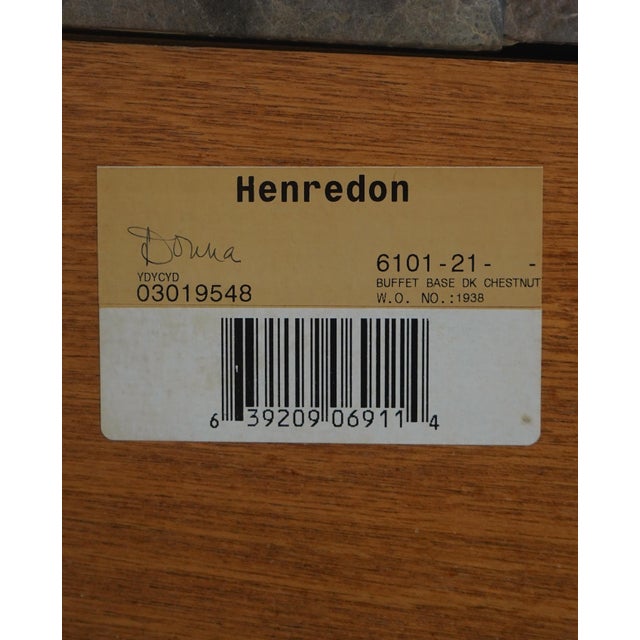 Henredon
Donna
YDYCYD
03019548
6101-21- -
BUFFET BASE DK CHESTNUT
W.O. NO.:1938
6 39209 06911 4